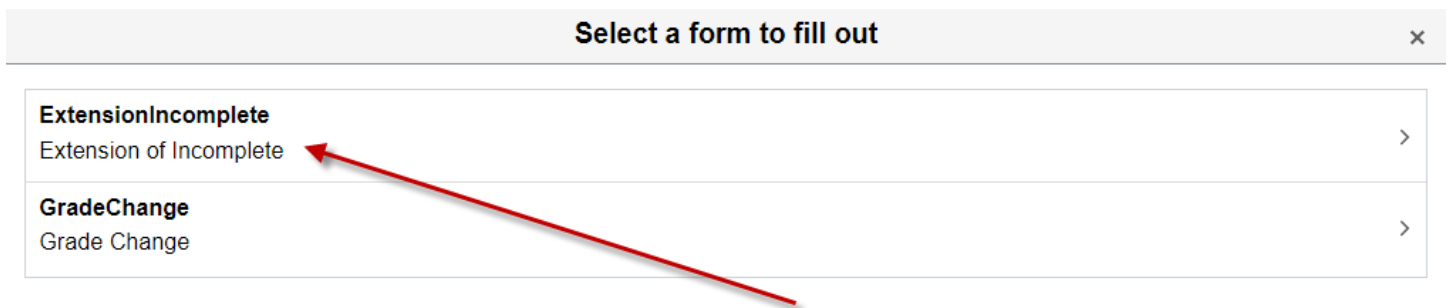 Select a form to fill out
ExtensionIncomplete
Extension of Incomplete
GradeChange
Grade Change